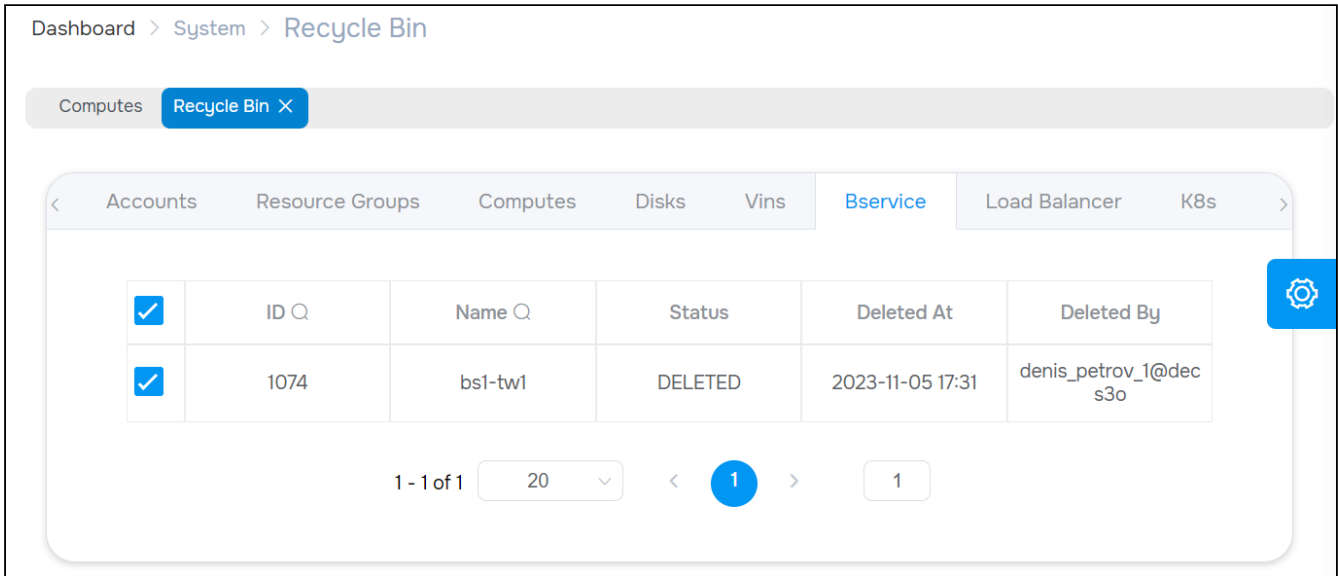 Dashboard > System > Recycle Bin
Computes Recycle Bin ×
< Accounts Resource Groups Computes Disks Vins Bservice Load Balancer K8s >
ID Name Status Deleted At Deleted By
1074 bs1-tw1 DELETED 2023-11-05 17:31 denis_petrov_1@dec
s3o
1 - 1 of 1 20 < 1 > 1